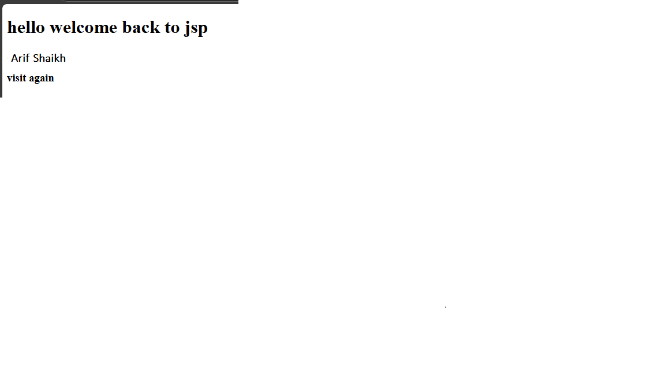 hello welcome back to jsp
Arif Shaikh
visit again